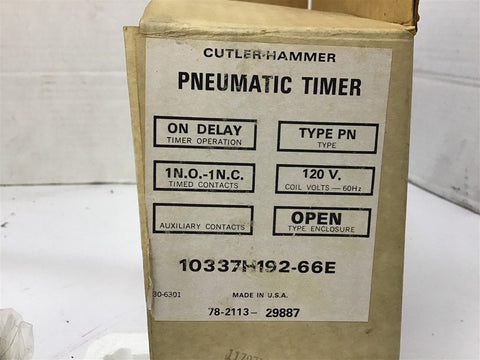 CUTLER-HAMMER
PNEUMATIC TIMER
ON DELAY
TIMER OPERATION
TYPE PN
TYPE
1N.O.-1N.C.
TIMED CONTACTS
120 V.
COIL VOLTS — 60Hz
AUXILIARY CONTACTS
OPEN
TYPE ENCLOSURE
10337H192-66E
30-6301
MADE IN U.S.A.
78-2113- 29887